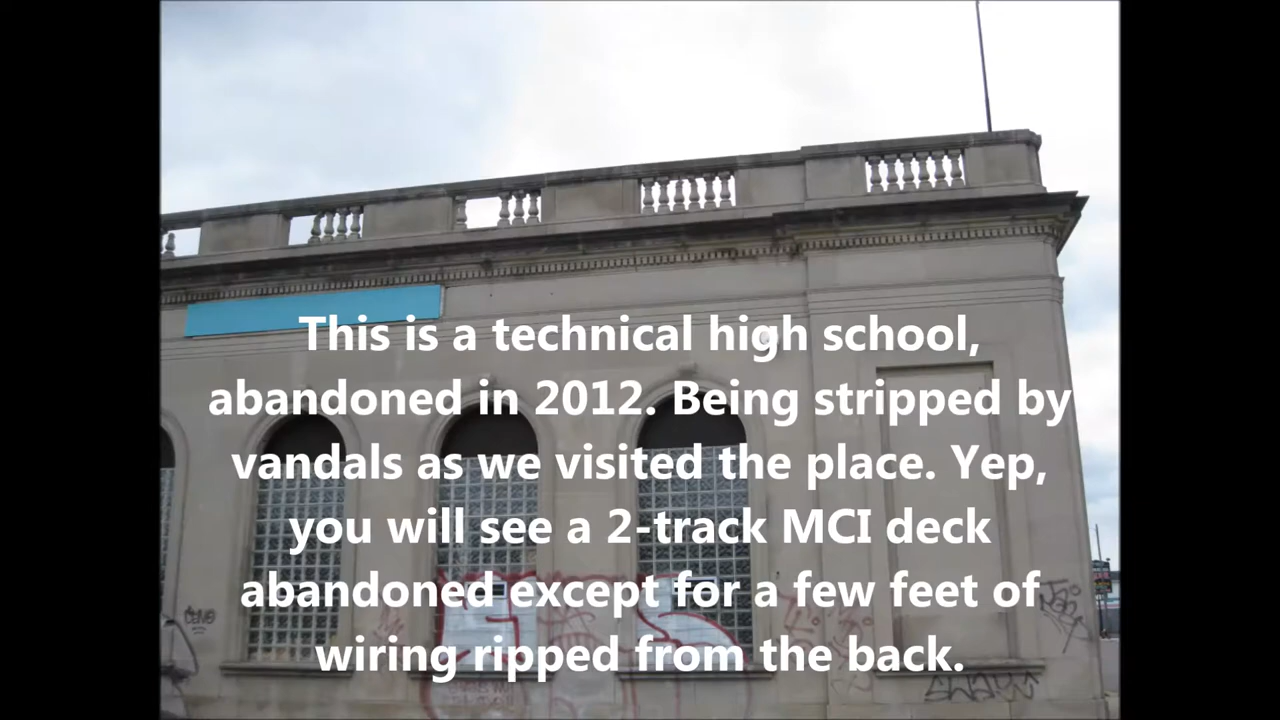 This is a technical high school,
abandoned in 2012. Being stripped by
vandals as we visited the place. Yep,
you will see a 2-track MCI deck
abandoned except for a few feet of
wiring ripped from the back.